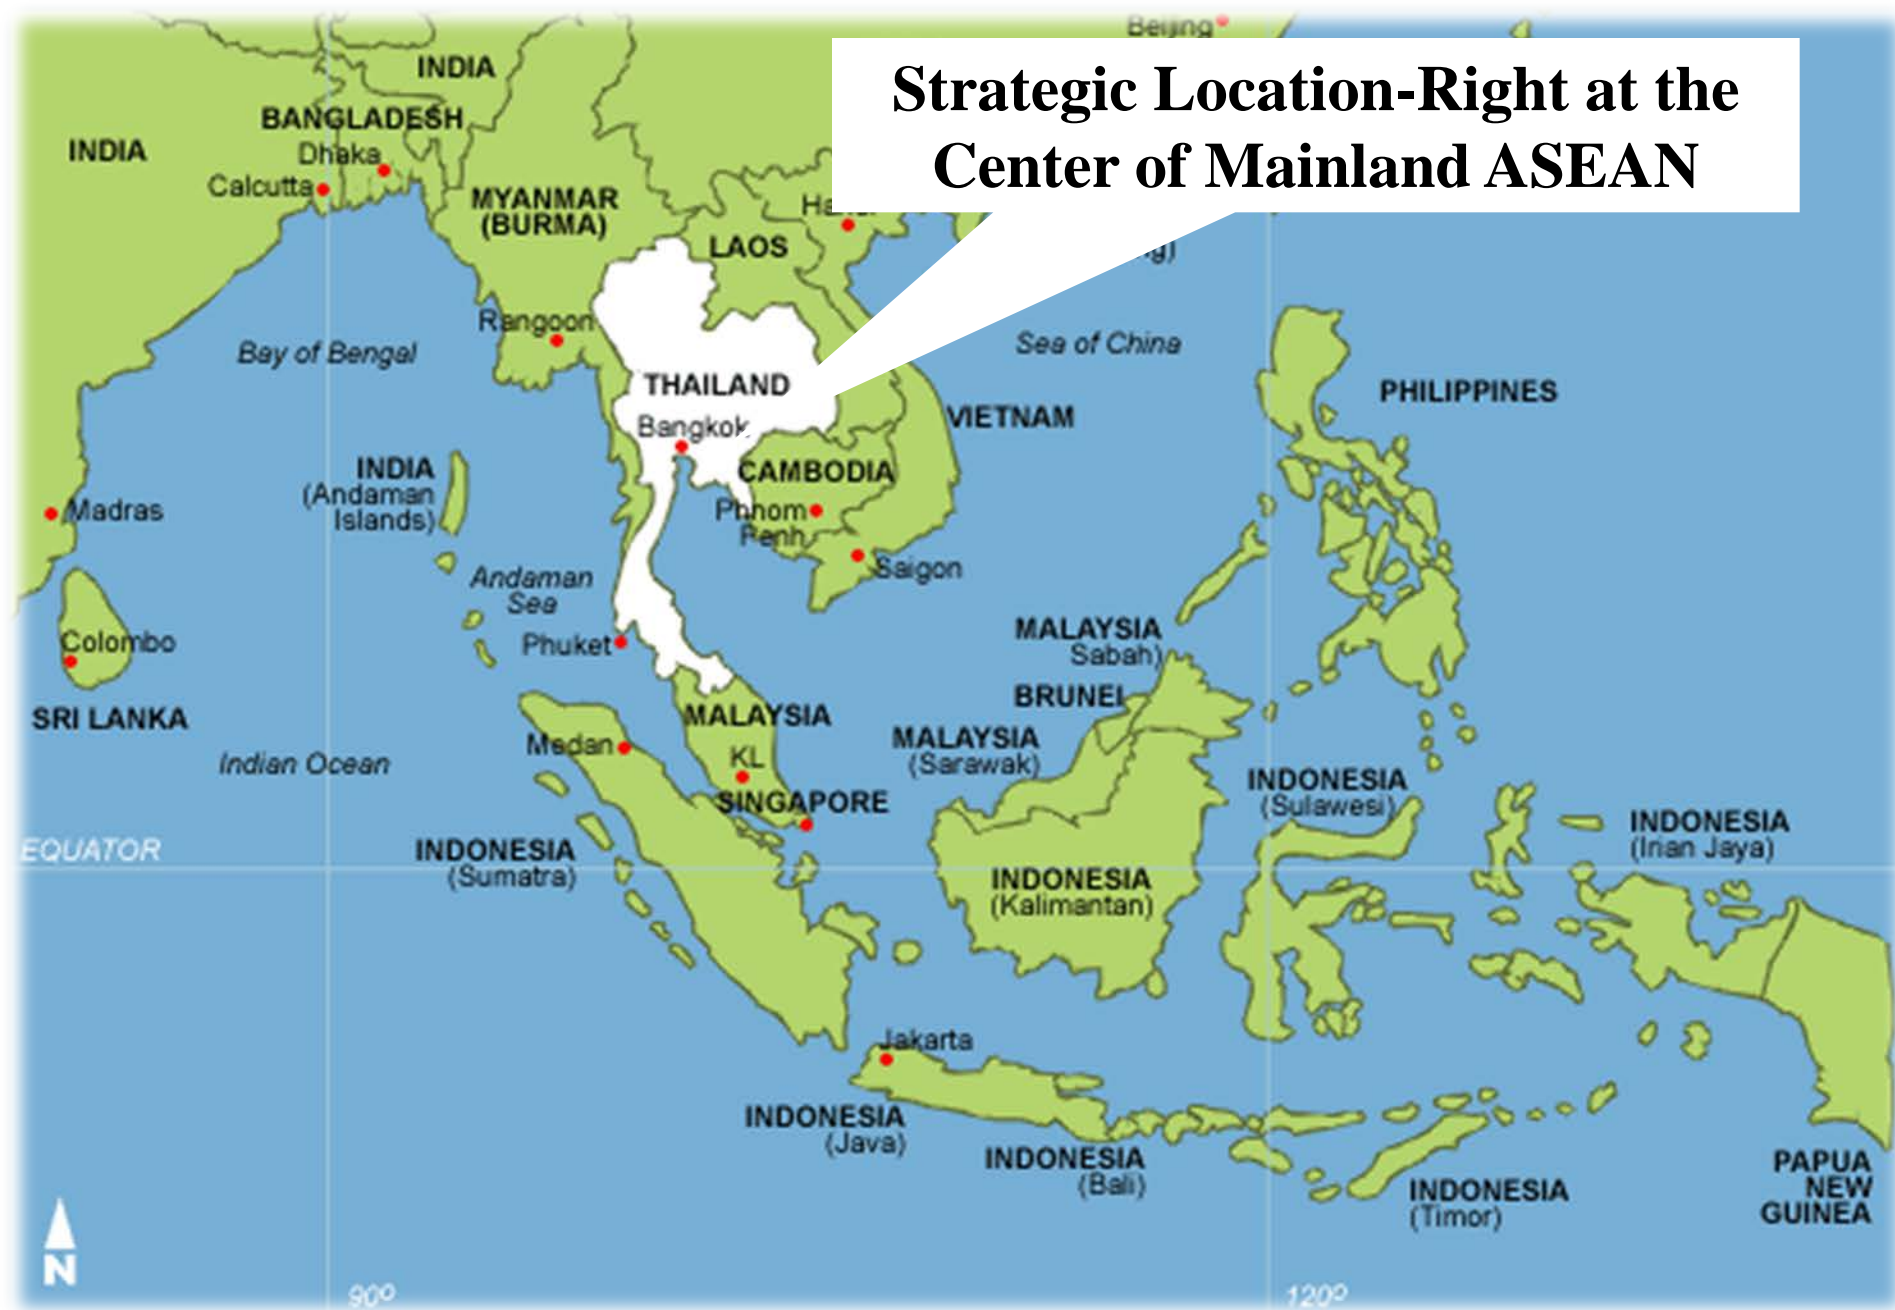 Beijing
Strategic Location-Right at the
Center of Mainland ASEAN
INDIA
BANGLADESH
INDIA
Dhaka
Calcutta
MYANMAR
(BURMA)
LAOS
Rangoon
Bay of Bengal
Sea of China
THAILAND
PHILIPPINES
Bangkok
VIETNAM
INDIA
(Andaman
Islands)
CAMBODIA
Madras
Phnom
Penh
Saigon
Andaman
Sea
MALAYSIA
Sabah)
Phuket
Colombo
BRUNEI
SRI LANKA
MALAYSIA
MALAYSIA
(Sarawak)
Medan
KL
Indian Ocean
INDONESIA
(Sulawesi)
SINGAPORE
INDONESIA
(Irian Jaya)
EQUATOR
INDONESIA
(Sumatra)
INDONESIA
(Kalimantan)
Jakarta
INDONESIA
(Java)
INDONESIA
(Bali)
PAPUA
NEW
GUINEA
INDONESIA
(Timor)
N
90º
120º